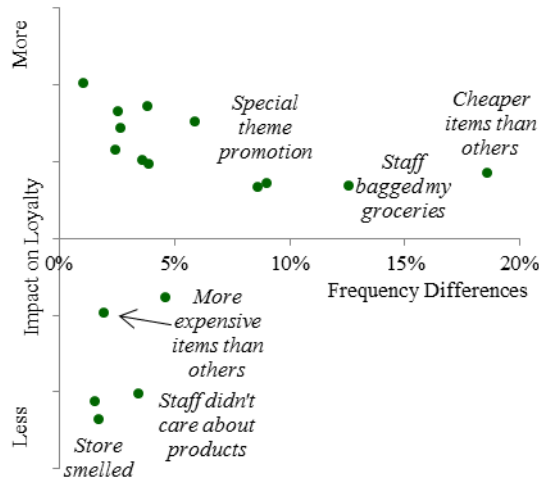 More
Special
theme
promotion
Cheaper
items than
others
Staff
bagged my
groceries
Impact on Loyalty
0%
5%
10%
15%
20%
Frequency Differences
More
expensive
items than
others
Staff didn't
care about
products
Less
Store
smelled